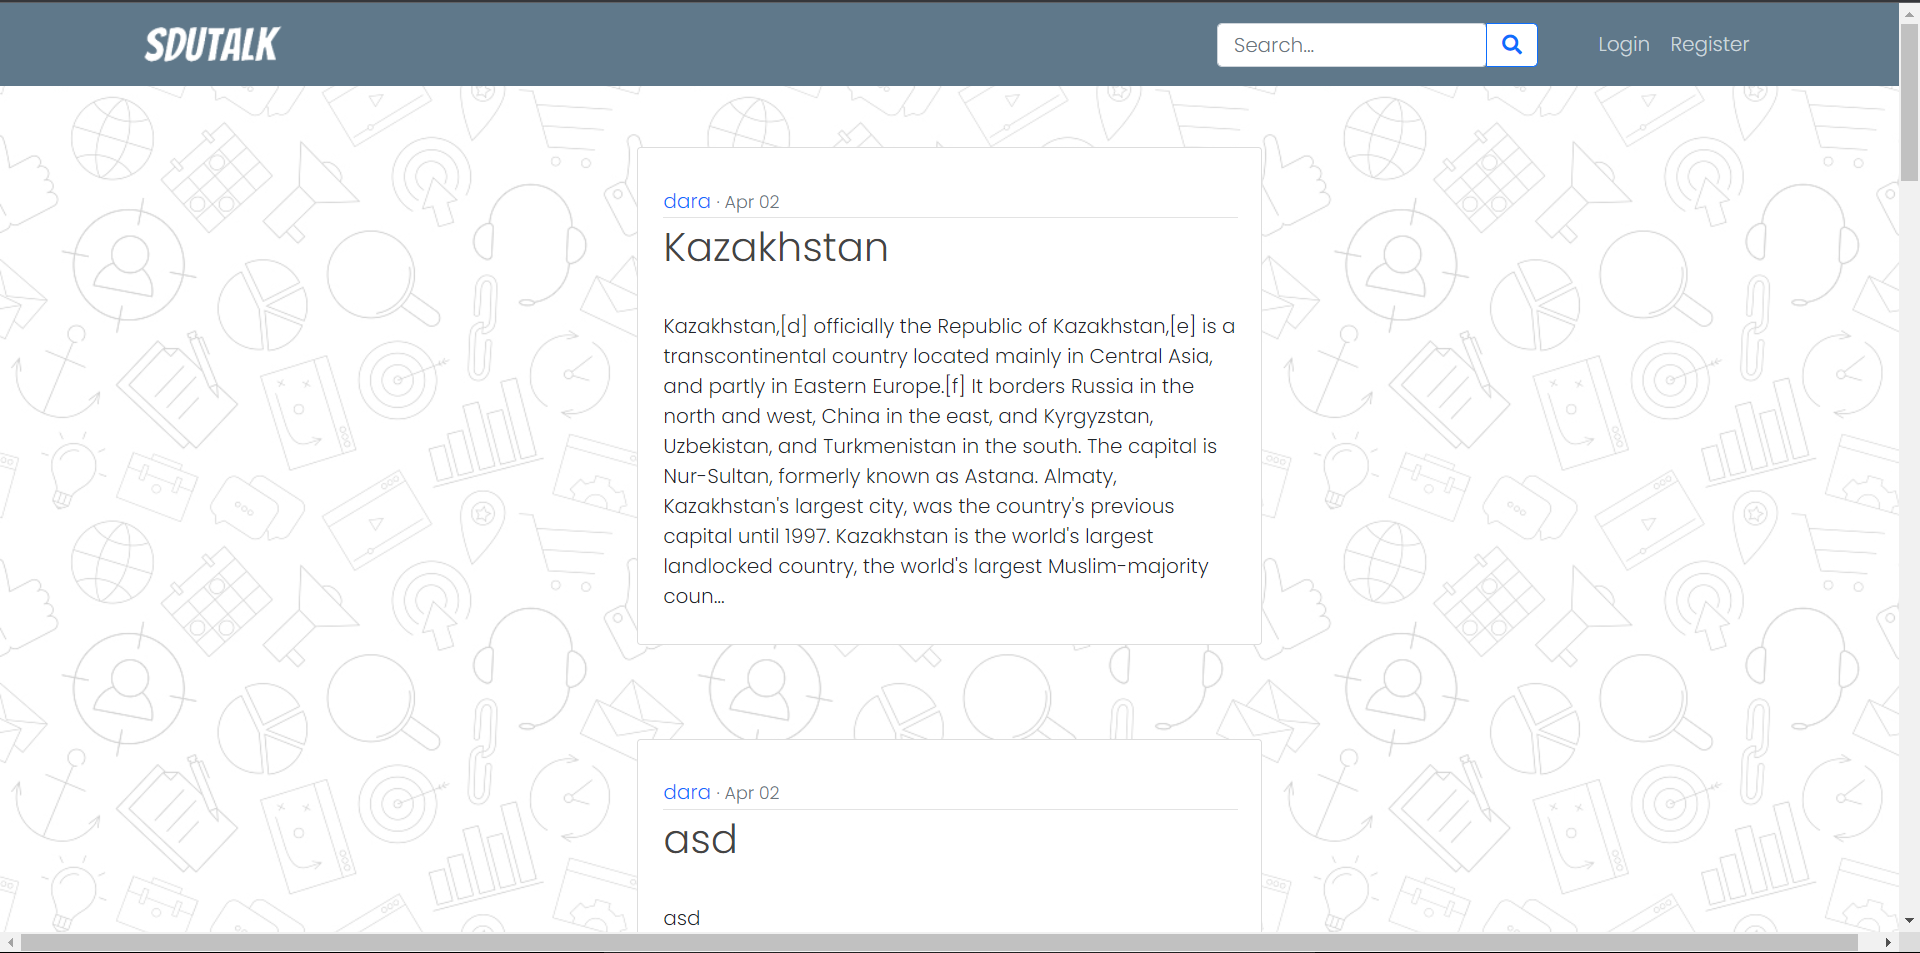 SDUTALK
Search...
Login Register
dara · Apr 02
Kazakhstan
Kazakhstan,[d] officially the Republic of Kazakhstan,[e] is a
transcontinental country located mainly in Central Asia,
and partly in Eastern Europe.[f] It borders Russia in the
north and west, China in the east, and Kyrgyzstan,
Uzbekistan, and Turkmenistan in the south. The capital is
Nur-Sultan, formerly known as Astana. Almaty,
Kazakhstan's largest city, was the country's previous
capital until 1997. Kazakhstan is the world's largest
landlocked country, the world's largest Muslim-majority
coun...
dara · Apr 02
asd
asd